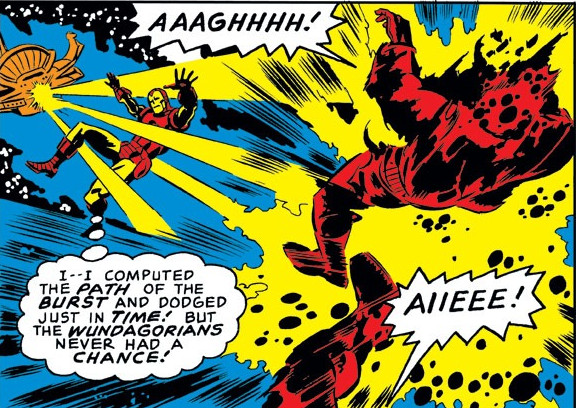 AAAGHHHH!
I--I COMPUTED
THE PATH OF THE
BURST AND DODGED
JUST IN TIME! BUT
THE WUNDAGORIANS
NEVER HAD A
CHANCE!
AIIEEE!